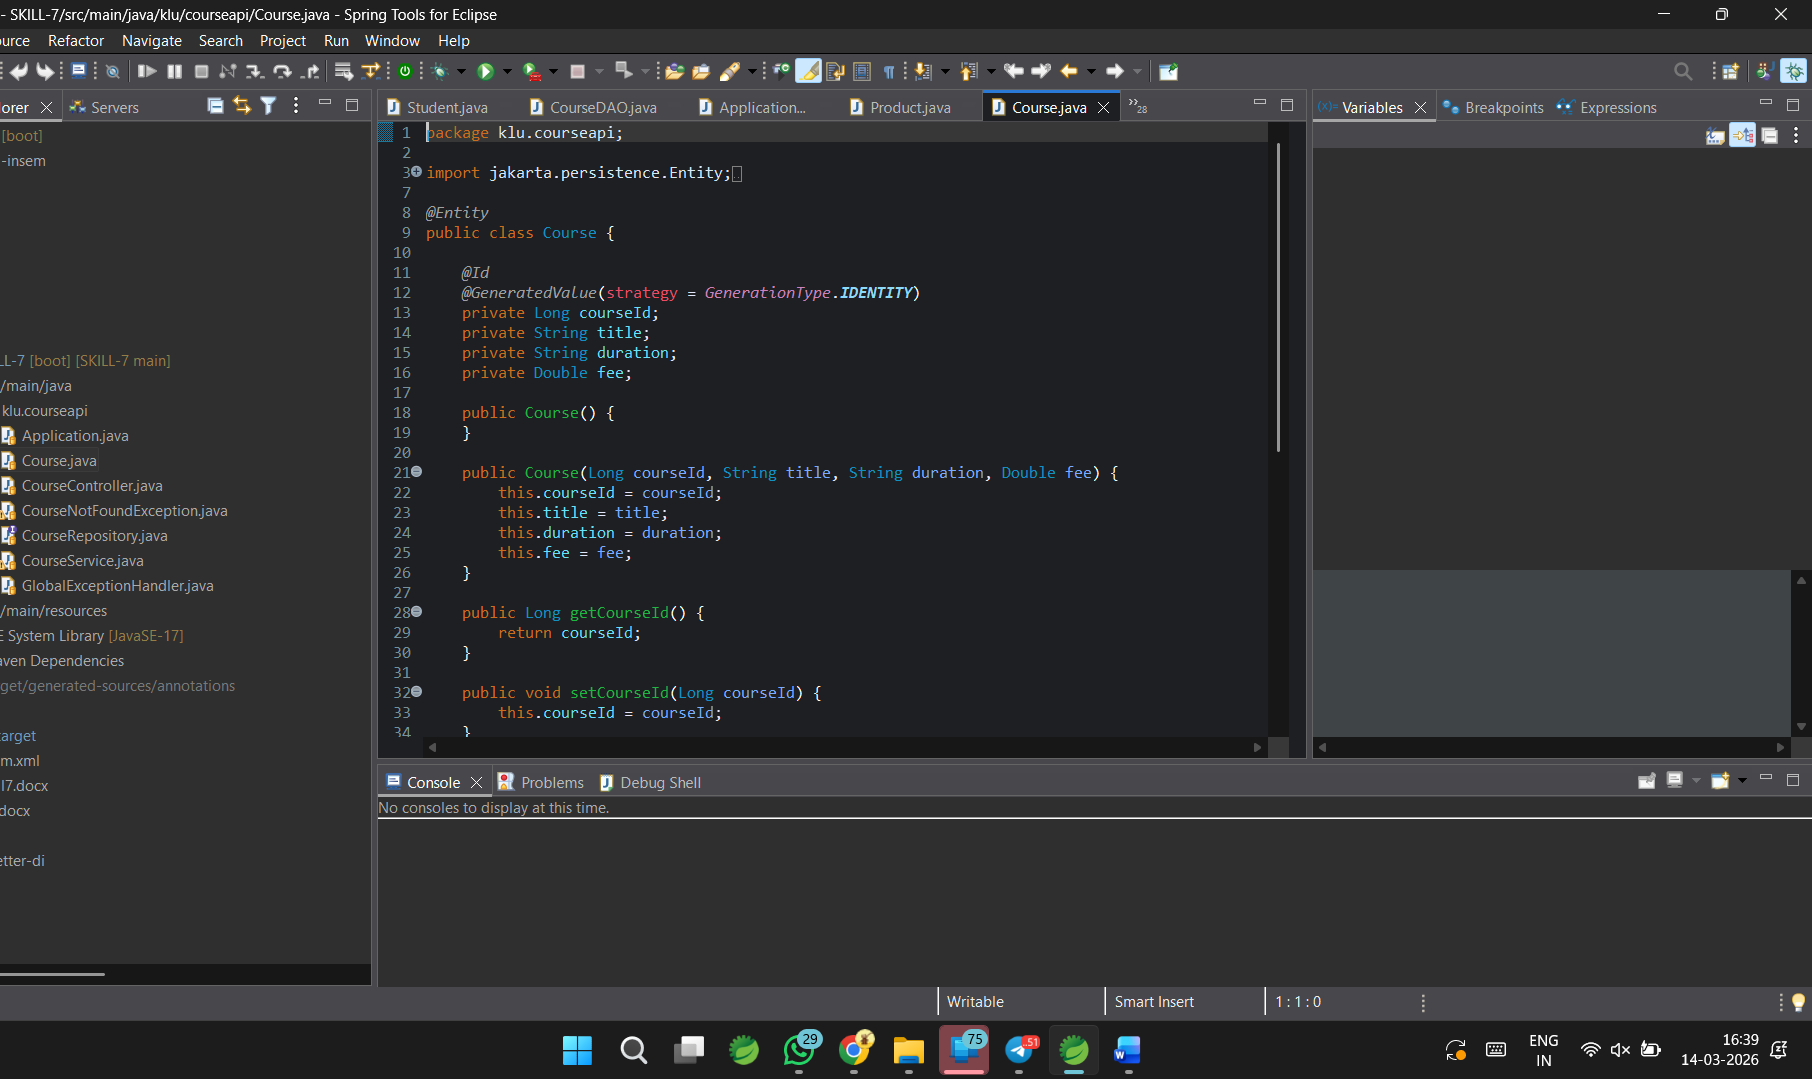 - SKILL-7/src/main/java/klu/courseapi/Course.java - Spring Tools for Eclipse
ource Refactor Navigate Search Project Run Window Help
lorer Servers
[boot]
-insem
LL-7 [boot] [SKILL-7 main]
/main/java
klu.courseapi
Application.java
Course.java
CourseController.java
CourseNotFoundException.java
CourseRepository.java
CourseService.java
GlobalExceptionHandler.java
/main/resources
E System Library [JavaSE-17]
aven Dependencies
get/generated-sources/annotations
arget
m.xml
l7.docx
docx
etter-di
Student.java CourseDAO.java Application... Product.java Course.java »28
1 package klu.courseapi;
2
3 import jakarta.persistence.Entity;
7
8 @Entity
9 public class Course {
10
11 @Id
12 @GeneratedValue(strategy = GenerationType.IDENTITY)
13 private Long courseId;
14 private String title;
15 private String duration;
16 private Double fee;
17
18 public Course() {
19 }
20
21 public Course(Long courseId, String title, String duration, Double fee) {
22 this.courseId = courseId;
23 this.title = title;
24 this.duration = duration;
25 this.fee = fee;
26 }
27
28 public Long getCourseId() {
29 return courseId;
30 }
31
32 public void setCourseId(Long courseId) {
33 this.courseId = courseId;
34 }
(x)= Variables Breakpoints Expressions
Console Problems Debug Shell
No consoles to display at this time.
Writable Smart Insert 1 : 1 : 0
29 75 ..51
ENG
IN
16:39
14-03-2026